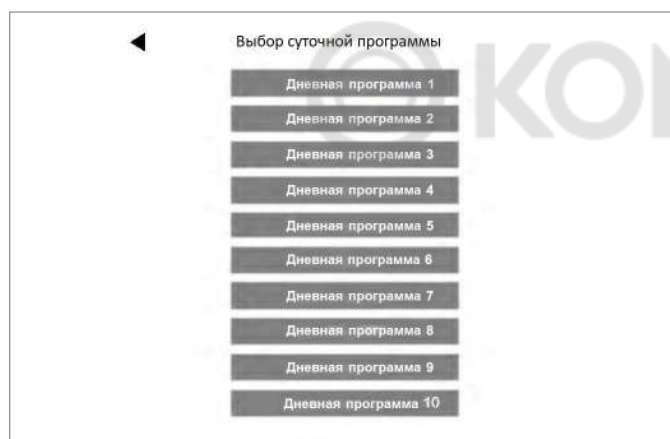 Выбор суточной программы
KO
Дневная программа 1
Дневная программа 2
Дневная программа 3
Дневная программа 4
Дневная программа 5
Дневная программа 6
Дневная программа 7
Дневная программа 8
Дневная программа 9
Дневная программа 10